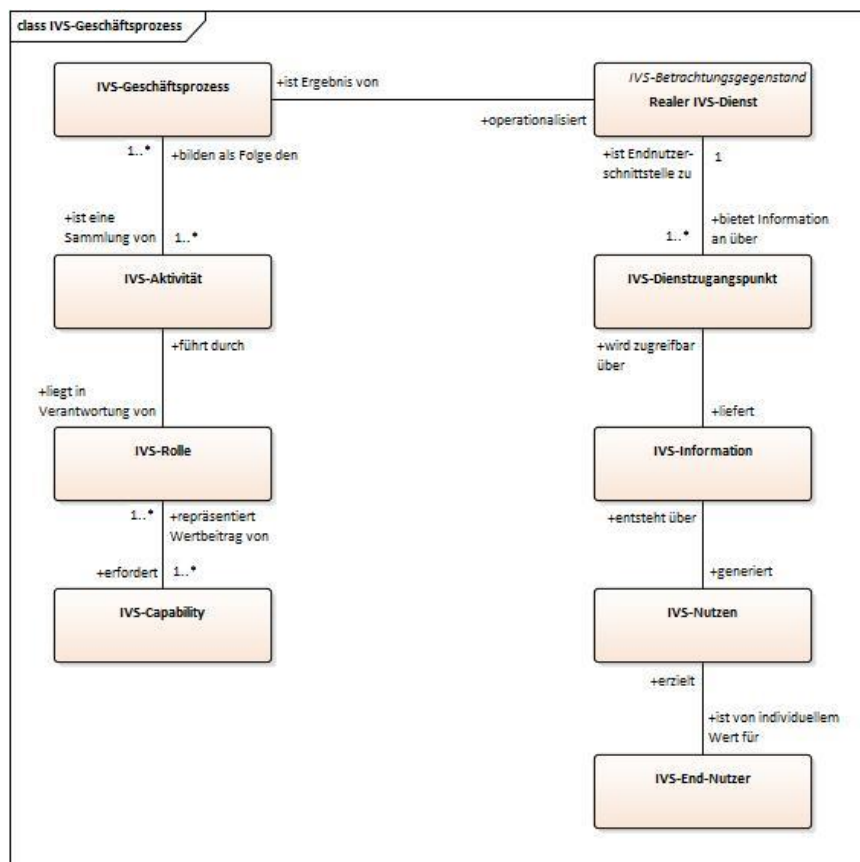 class IVS-Geschäftsprozess
IVS-Geschäftsprozess
+ist Ergebnis von
IVS-Betrachtungsgegenstand
Realer IVS-Dienst
+operationalisiert
1..*
+bilden als Folge den
+ist Endnutzer-
schnittstelle zu
1
+ist eine
Sammlung von
1..*
1..*
+bietet Information
an über
IVS-Aktivität
IVS-Dienstzugangspunkt
+führt durch
+wird zugreifbar
über
+liegt in
Verantwortung von
+liefert
IVS-Rolle
IVS-Information
1..*
+repräsentiert
Wertbeitrag von
+entsteht über
+erfordert
1..*
+generiert
IVS-Capability
IVS-Nutzen
+erzielt
+ist von individuellem
Wert für
IVS-End-Nutzer